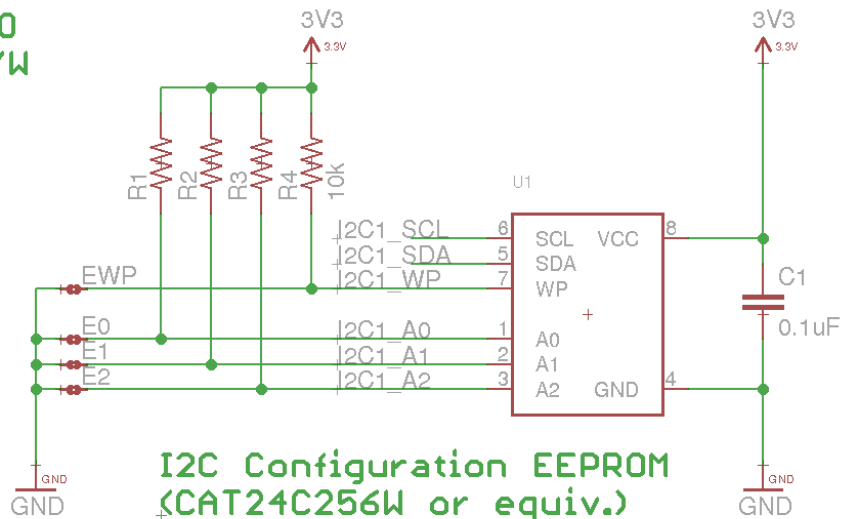 3V3
3.3V
3V3
3.3V
R1
R2
R3
R4
10k
U1
I2C1_SCL
6
SCL
VCC
8
I2C1_SDA
5
SDA
EWP
I2C1_WP
7
WP
C1
0.1uF
E0
I2C1_A0
1
A0
E1
I2C1_A1
2
A1
E2
I2C1_A2
3
A2
GND
4
GND
GND
GND
GND
I2C Configuration EEPROM
(CAT24C256W or equiv.)